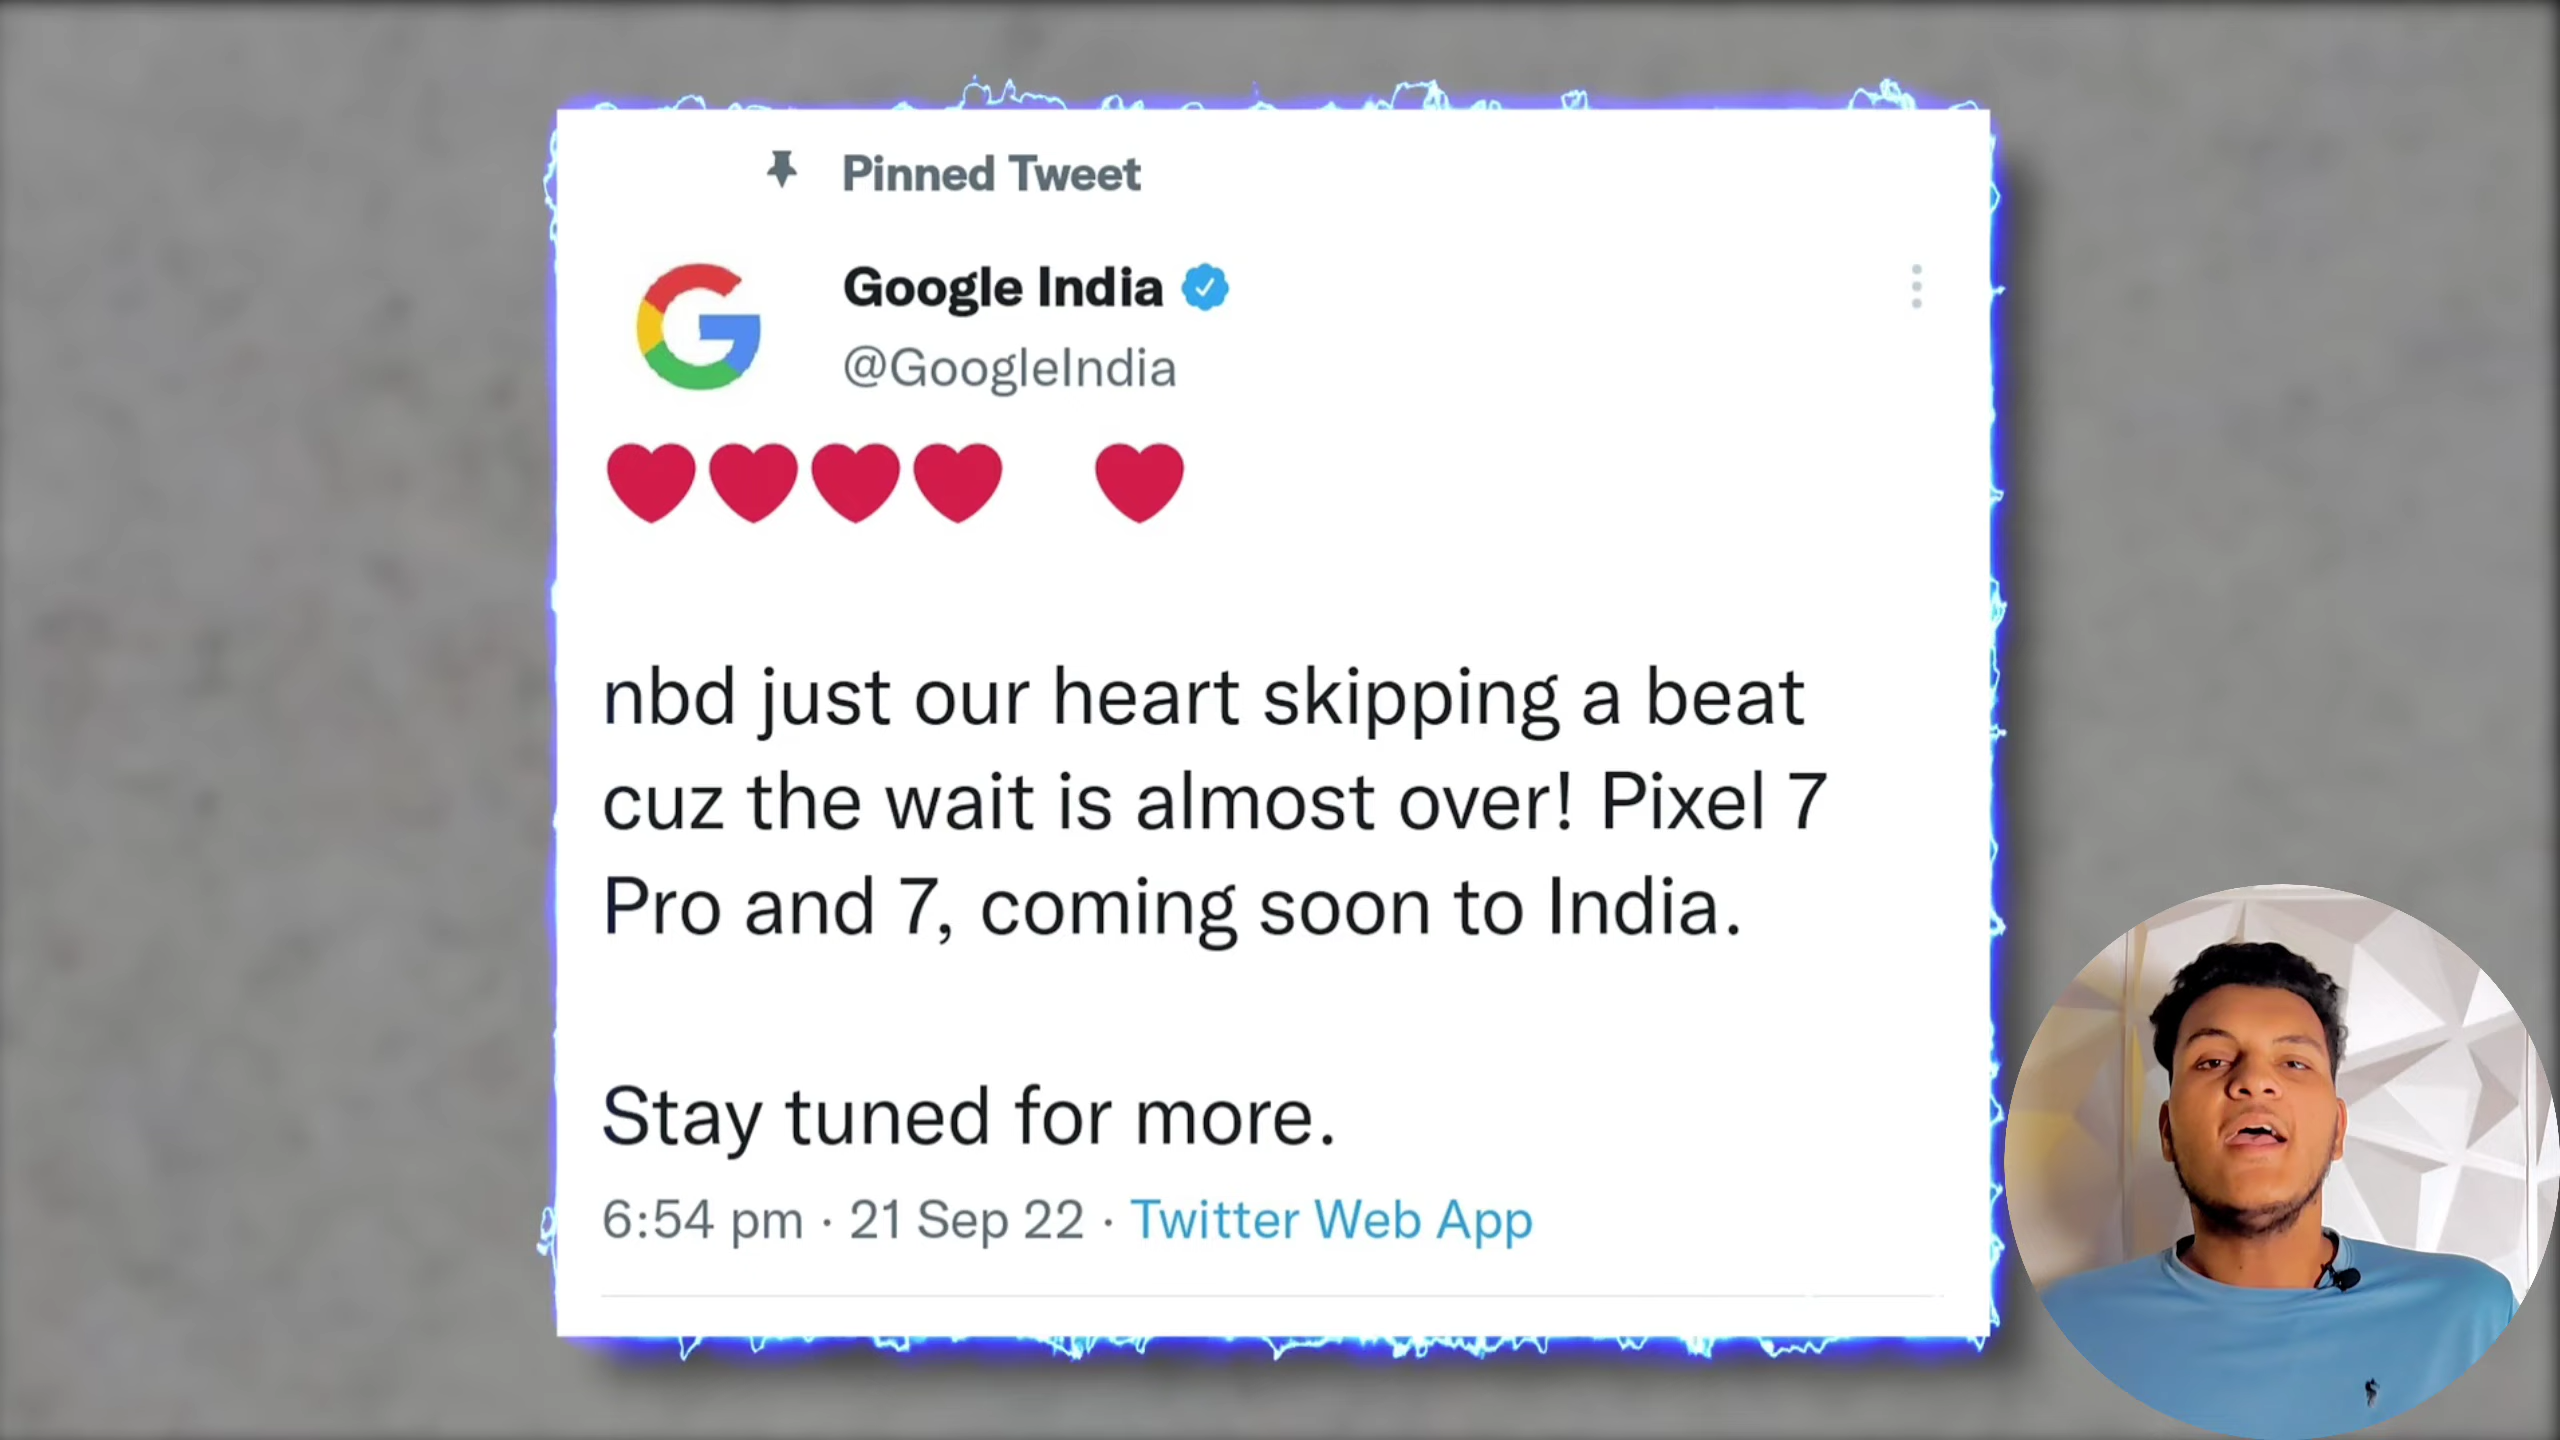 Pinned Tweet
Google India
@GoogleIndia
❤❤❤❤ ❤
nbd just our heart skipping a beat
cuz the wait is almost over! Pixel 7
Pro and 7, coming soon to India.
Stay tuned for more.
6:54 pm · 21 Sep 22 · Twitter Web App